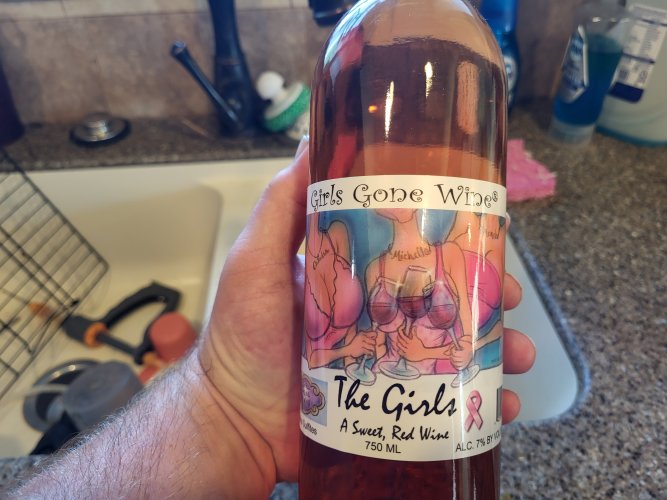 Girls Gone Wine®
Michelle
The Girls
A Sweet, Red Wine
750 ML
ALC. 7% BY